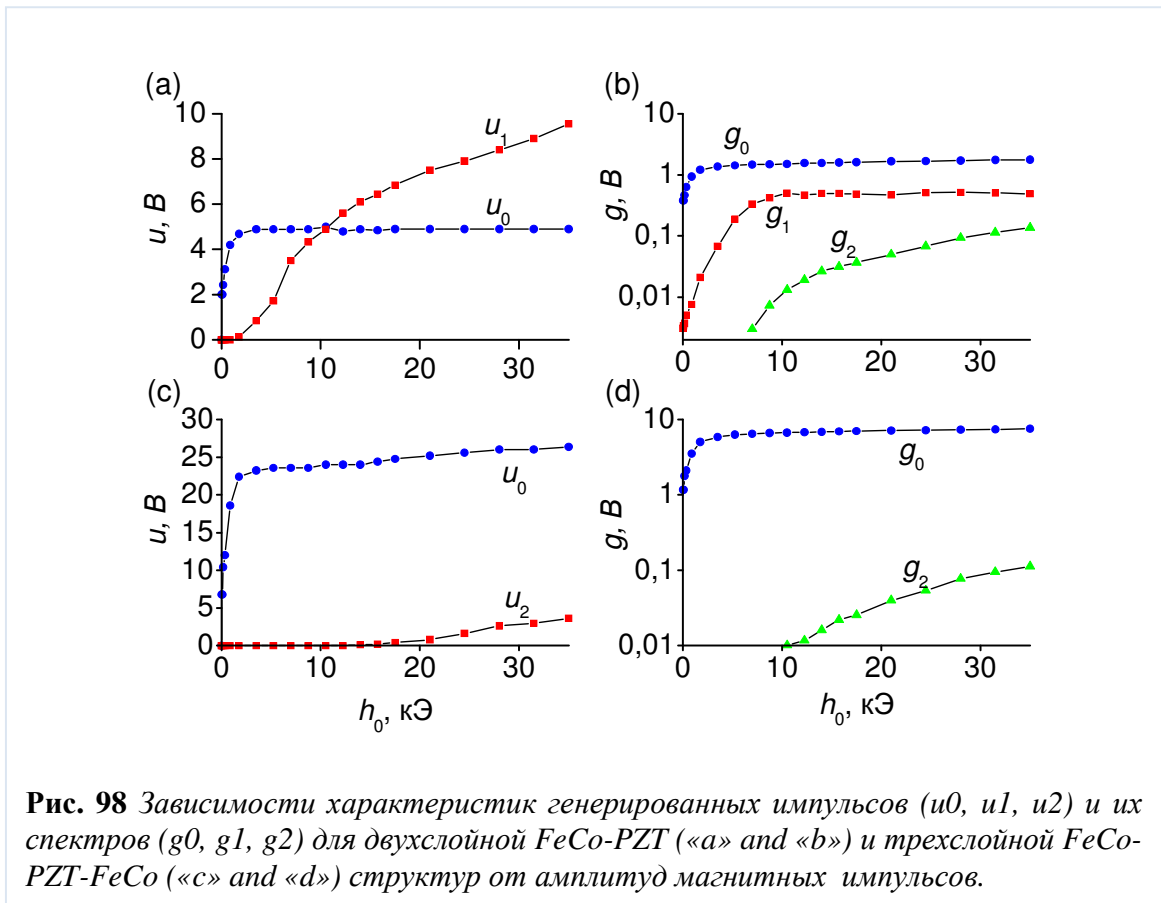 (a)
10
8
6
4
2
0
u, В
u1
u0
0 10 20 30
(b)
10
1
0,1
0,01
g, В
g0
g1
g2
0 10 20 30
(c)
30
25
20
15
10
5
0
u, В
u0
u2
0 10 20 30
h0, кЭ
(d)
10
1
0,1
0,01
g, В
g0
g2
0 10 20 30
h0, кЭ
Рис. 98 Зависимости характеристик генерированных импульсов (u0, u1, u2) и их
спектров (g0, g1, g2) для двухслойной FeCo-PZT («a» and «b») и трехслойной FeCo-
PZT-FeCo («c» and «d») структур от амплитуд магнитных импульсов.